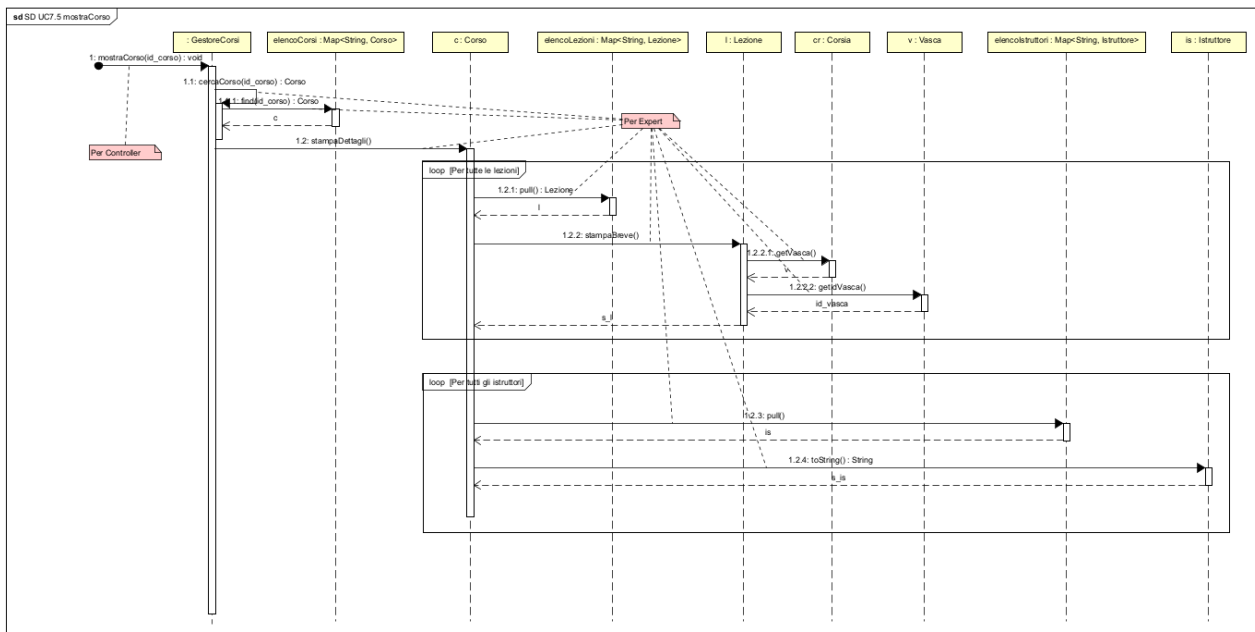 sd SD UC7.5 mostraCorso
: GestoreCorsi
elencoCorsi : Map<String, Corso>
c : Corso
elencoLezioni : Map<String, Lezione>
l : Lezione
cr : Corsia
v : Vasca
elencoIstruttori : Map<String, Istruttore>
is : Istruttore
1: mostraCorso(id_corso) : void
1.1: cercaCorso(id_corso) : Corso
1.1.1: find(id_corso) : Corso
c
Per Expert
1.2: stampaDettagli()
Per Controller
loop [Per tutte le lezioni]
1.2.1: pull() : Lezione
l
1.2.2: stampaBreve()
1.2.2.1: getVasca()
1.2.2.2: getidVasca()
id_vasca
s_l
loop [Per tutti gli istruttori]
1.2.3: pull()
is
1.2.4: toString() : String
s_is